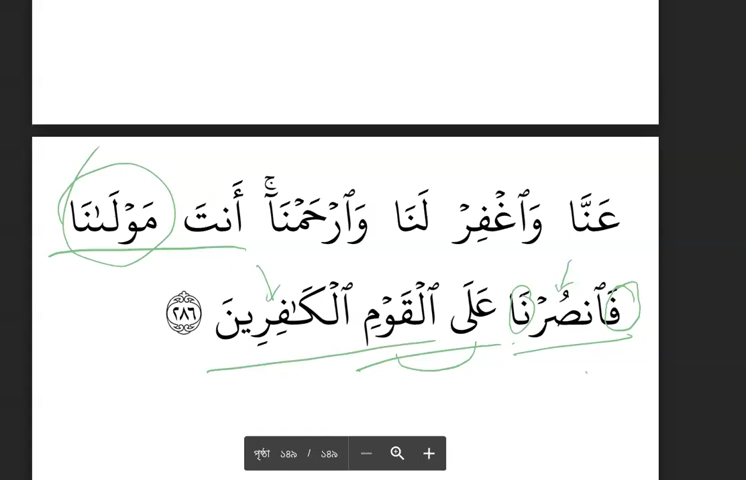 عَنَّا وَٱغْفِرْ لَنَا وَٱرْحَمْنَآ ۚ أَنتَ مَوْلَىٰنَا
فَٱنصُرْنَا عَلَى ٱلْقَوْمِ ٱلْكَـٰفِرِينَ ٢٨٦
পৃষ্ঠা ১৪৯ / ১৪৯